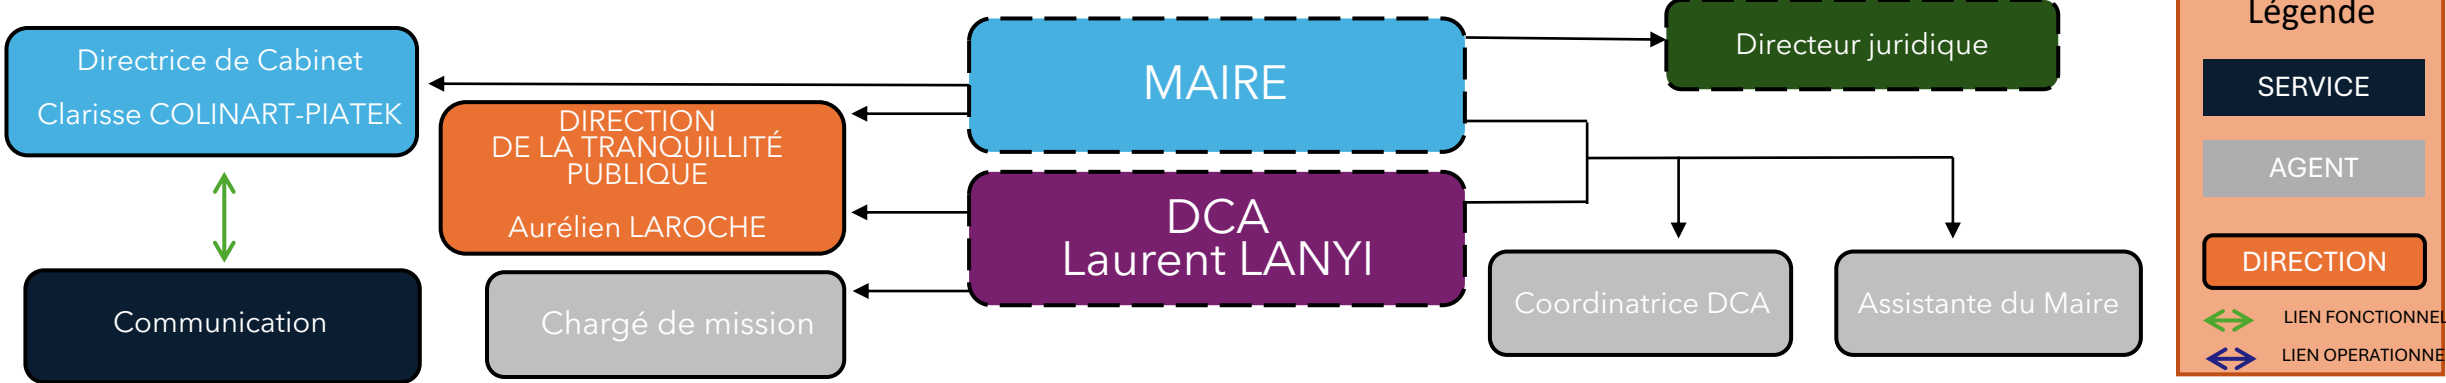 Directrice de Cabinet
Clarisse COLINART-PIATEK
Communication
DIRECTION
DE LA TRANQUILLITÉ
PUBLIQUE
Aurélien LAROCHE
Chargé de mission
MAIRE
DCA
Laurent LANYI
Directeur juridique
Coordinatrice DCA
Assistante du Maire
Légende
SERVICE
AGENT
DIRECTION
LIEN FONCTIONNEL
LIEN OPERATIONNE